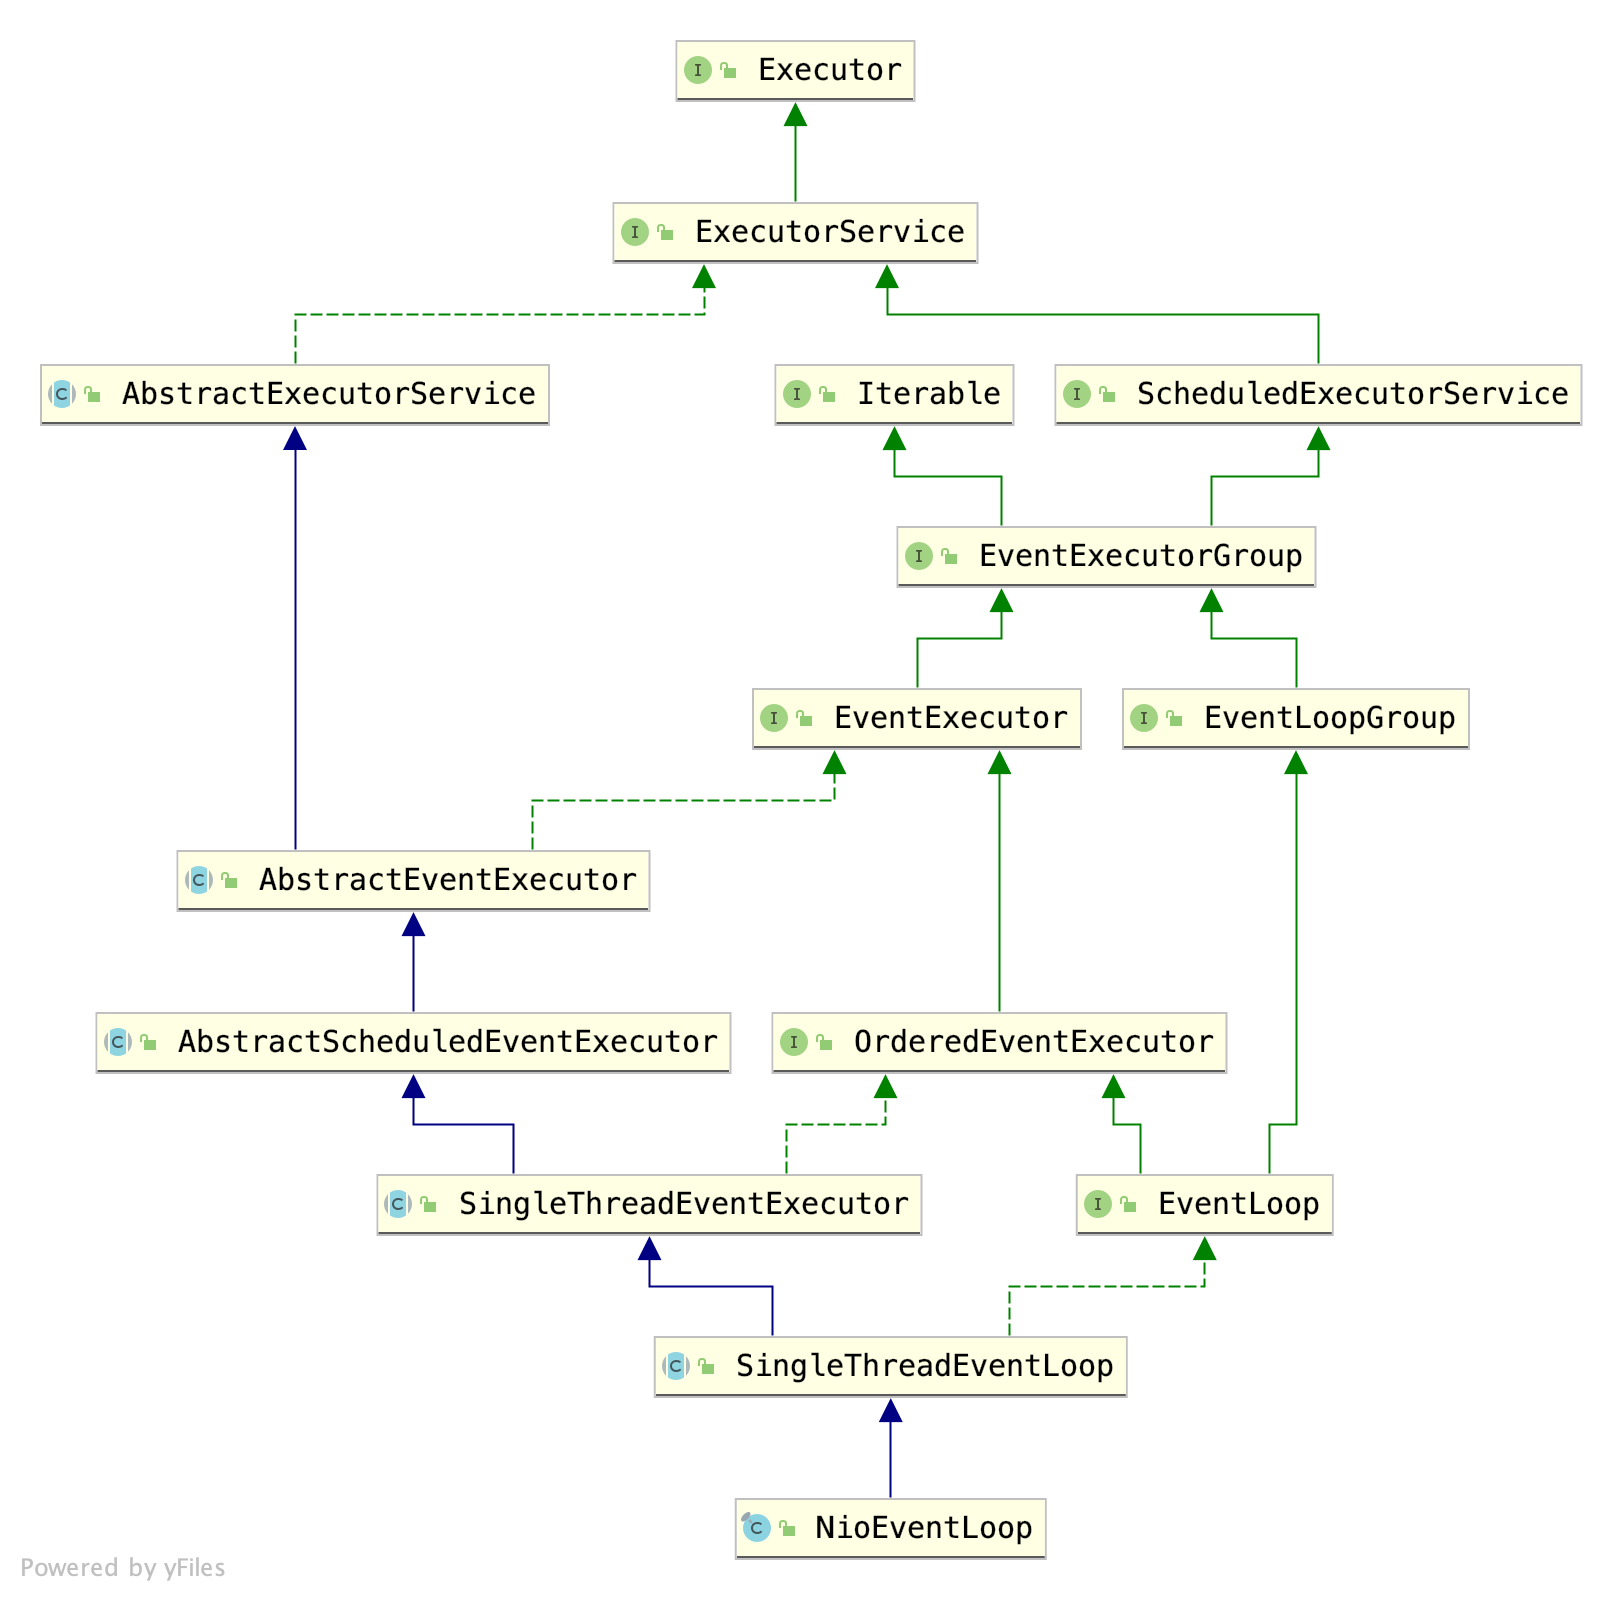 I Executor
I ExecutorService
C AbstractExecutorService
I Iterable
I ScheduledExecutorService
I EventExecutorGroup
I EventExecutor
I EventLoopGroup
C AbstractEventExecutor
C AbstractScheduledEventExecutor
I OrderedEventExecutor
C SingleThreadEventExecutor
I EventLoop
C SingleThreadEventLoop
C NioEventLoop
Powered by yFiles